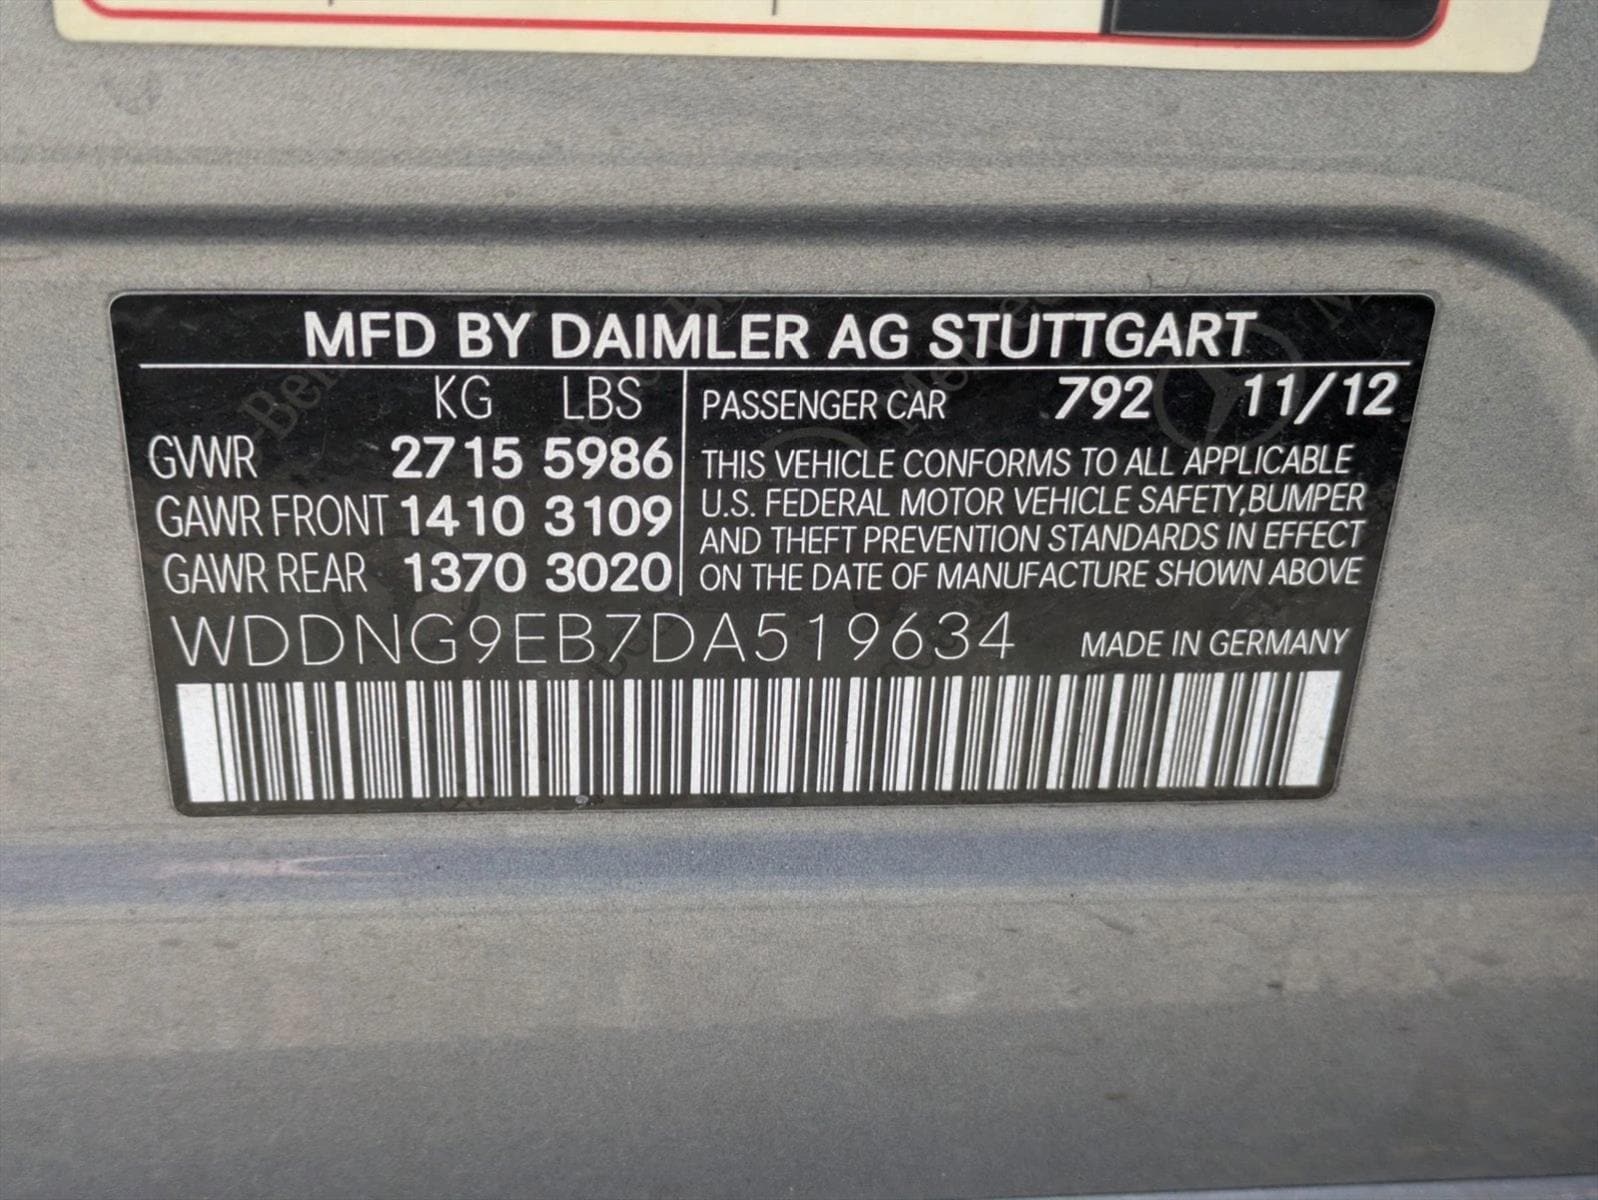 MFD BY DAIMLER AG STUTTGART
KG LBS
GVWR 2715 5986
GAWR FRONT 1410 3109
GAWR REAR 1370 3020
PASSENGER CAR 792 11/12
THIS VEHICLE CONFORMS TO ALL APPLICABLE
U.S. FEDERAL MOTOR VEHICLE SAFETY,BUMPER
AND THEFT PREVENTION STANDARDS IN EFFECT
ON THE DATE OF MANUFACTURE SHOWN ABOVE
WDDNG9EB7DA519634 MADE IN GERMANY